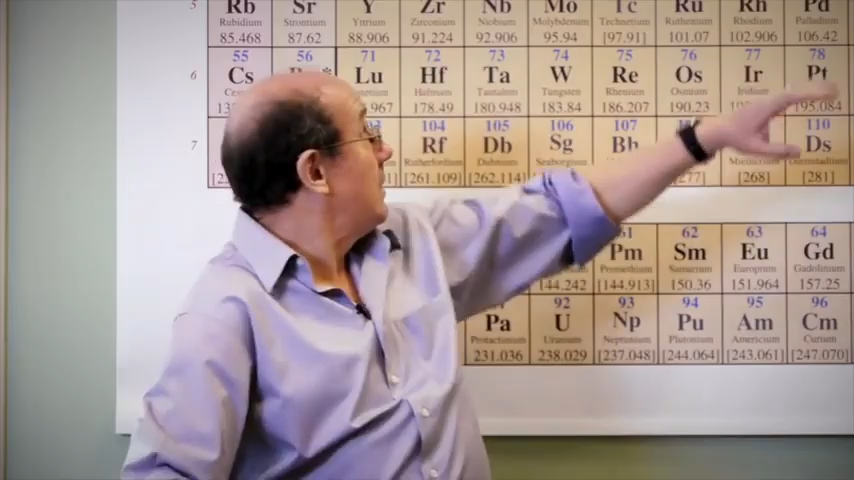 5 Rb Sr Y Zr Nb Mo Tc Ru Rh Pd
Rubidium Strontium Yttrium Zirconium Niobium Molybdenum Technetium Ruthenium Rhodium Palladium
85.468 87.62 88.906 91.224 92.906 95.94 [97.91] 101.07 102.906 106.42
55 56 71 72 73 74 75 76 77 78
6 Cs * Lu Hf Ta W Re Os Ir Pt
Hafnium Tantalum Tungsten Rhenium Osmium Iridium
178.49 180.948 183.84 186.207 190.23 195.084
104 105 106 107 110
7 Rf Db Sg Bh Ds
Rutherfordium Dubnium Seaborgium Darmstadtium
[261.109] [262.114] [268] [281]
61 62 63 64
Pm Sm Eu Gd
Promethium Samarium Europium Gadolinium
144.242 [144.913] 150.36 151.964 157.25
92 93 94 95 96
Pa U Np Pu Am Cm
Protactinium Uranium Neptunium Plutonium Americium Curium
231.036 238.029 [237.048] [244.064] [243.061] [247.070]